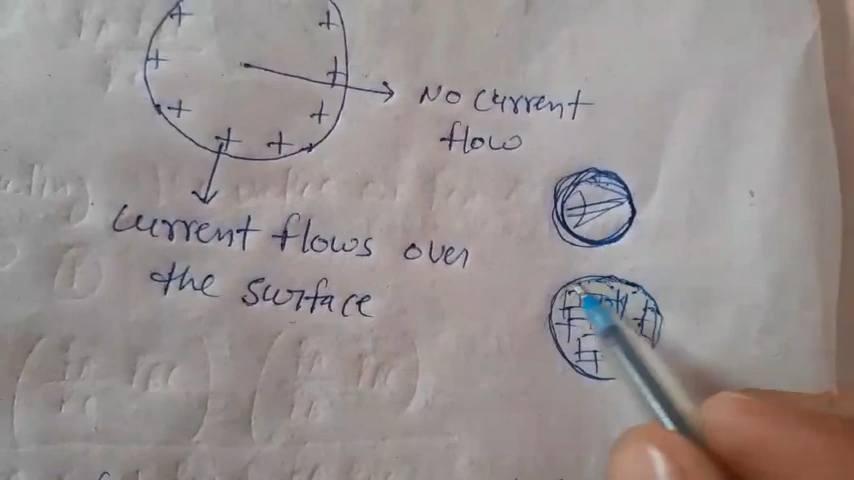 No current
flow
current flows over
the surface